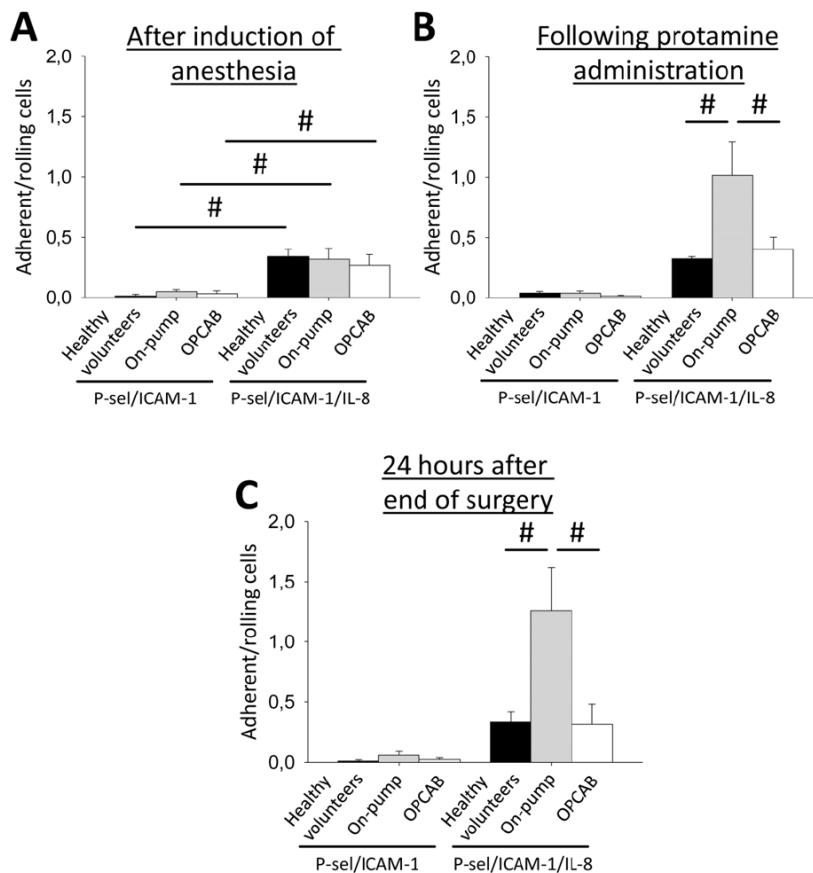 A
After induction of
anesthesia
Adherent/rolling cells
2,0
1,5
1,0
0,5
0,0
#
#
#
Healthy
volunteers
On-pump
OPCAB
Healthy
volunteers
On-pump
OPCAB
P-sel/ICAM-1
P-sel/ICAM-1/IL-8
B
Following protamine
administration
Adherent/rolling cells
2,0
1,5
1,0
0,5
0,0
# #
Healthy
volunteers
On-pump
OPCAB
Healthy
volunteers
On-pump
OPCAB
P-sel/ICAM-1
P-sel/ICAM-1/IL-8
C
24 hours after
end of surgery
Adherent/rolling cells
2,0
1,5
1,0
0,5
0,0
# #
Healthy
volunteers
On-pump
OPCAB
Healthy
volunteers
On-pump
OPCAB
P-sel/ICAM-1
P-sel/ICAM-1/IL-8